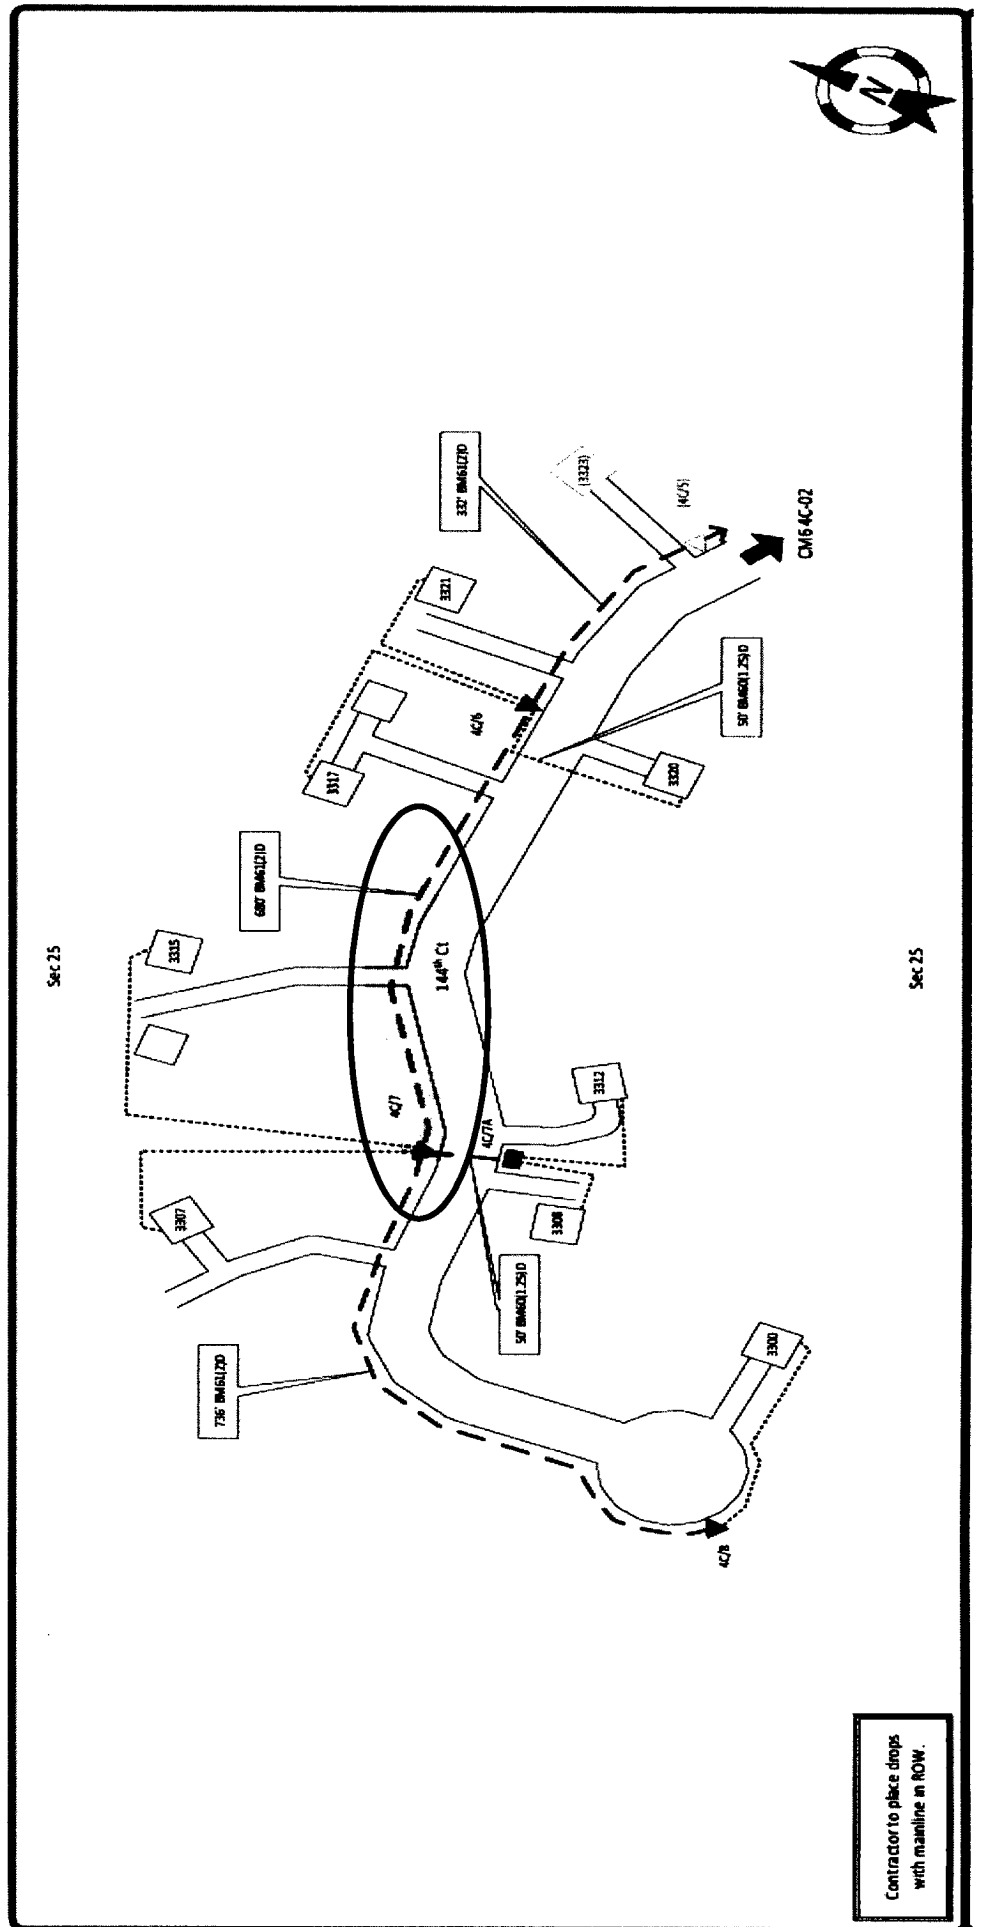 N
Sec 25
332' BM61(2)D
(3323)
(4C/5)
CM6 4C-02
3321
4C/6
50' BM60(1.25)D
3317
3320
680' BM61(2)D
3315
144th Ct
Sec 25
4C/7
4C/7A
3312
3307
3308
50' BM60(1.25)D
736' BM61(2)D
3300
4C/8
Contractor to place drops
with mainline in ROW.